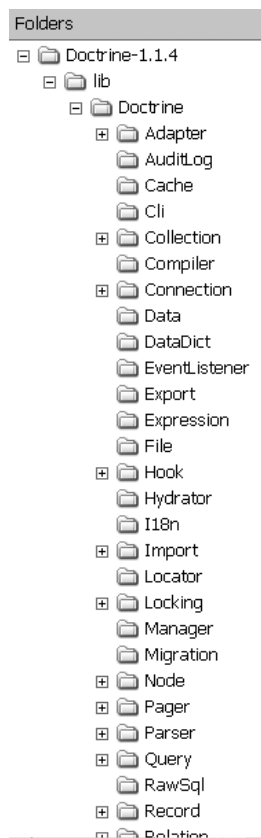 Folders
Doctrine-1.1.4
lib
Doctrine
Adapter
AuditLog
Cache
Cli
Collection
Compiler
Connection
Data
DataDict
EventListener
Export
Expression
File
Hook
Hydrator
I18n
Import
Locator
Locking
Manager
Migration
Node
Pager
Parser
Query
RawSql
Record
Relation